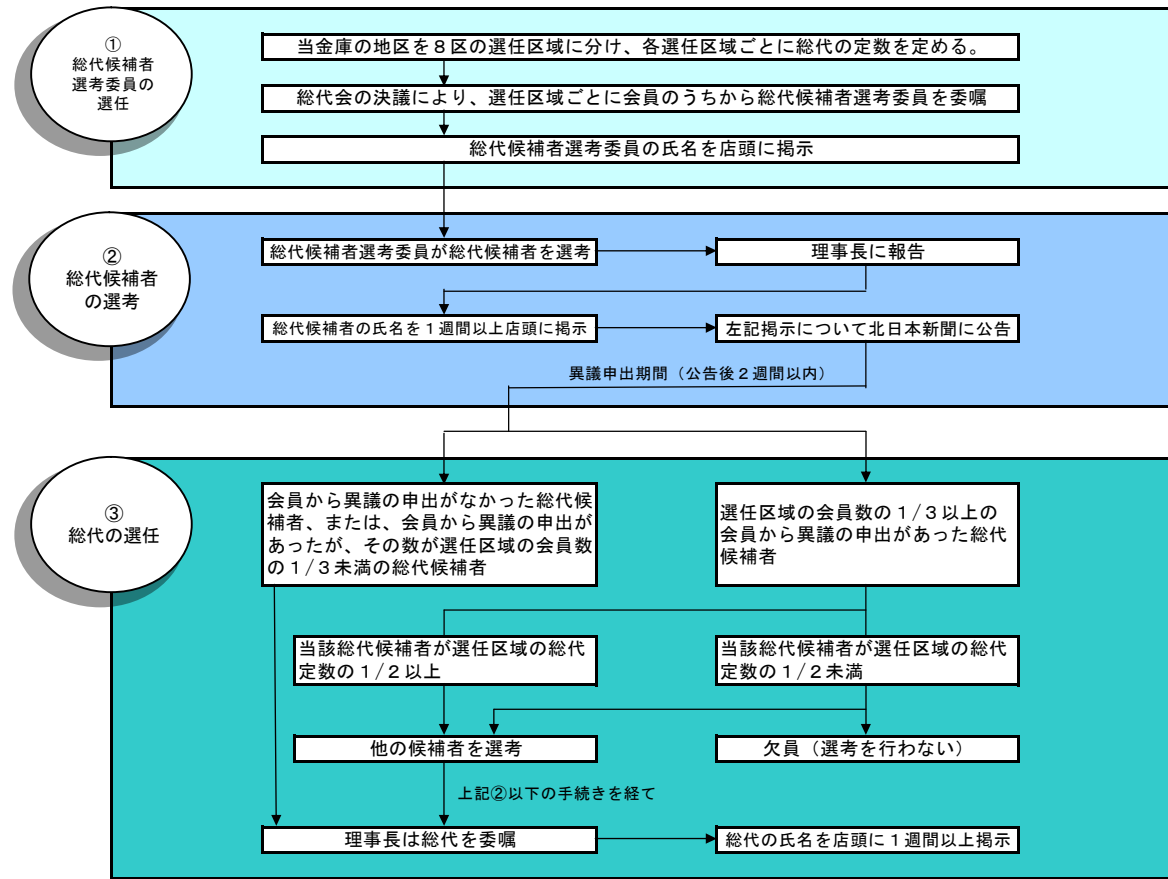 ①
総代候補者
選考委員の
選任
当金庫の地区を８区の選任区域に分け、各選任区域ごとに総代の定数を定める。
総代会の決議により、選任区域ごとに会員のうちから総代候補者選考委員を委嘱
総代候補者選考委員の氏名を店頭に掲示
②
総代候補者
の選考
総代候補者選考委員が総代候補者を選考
理事長に報告
総代候補者の氏名を１週間以上店頭に掲示
左記掲示について北日本新聞に公告
異議申出期間（公告後２週間以内）
③
総代の選任
会員から異議の申出がなかった総代候
補者、または、会員から異議の申出が
あったが、その数が選任区域の会員数
の１/３未満の総代候補者
選任区域の会員数の１/３以上の
会員から異議の申出があった総代
候補者
当該総代候補者が選任区域の総代
定数の１/２以上
当該総代候補者が選任区域の総代
定数の１/２未満
他の候補者を選考
欠員（選考を行わない）
上記②以下の手続きを経て
理事長は総代を委嘱
総代の氏名を店頭に１週間以上掲示